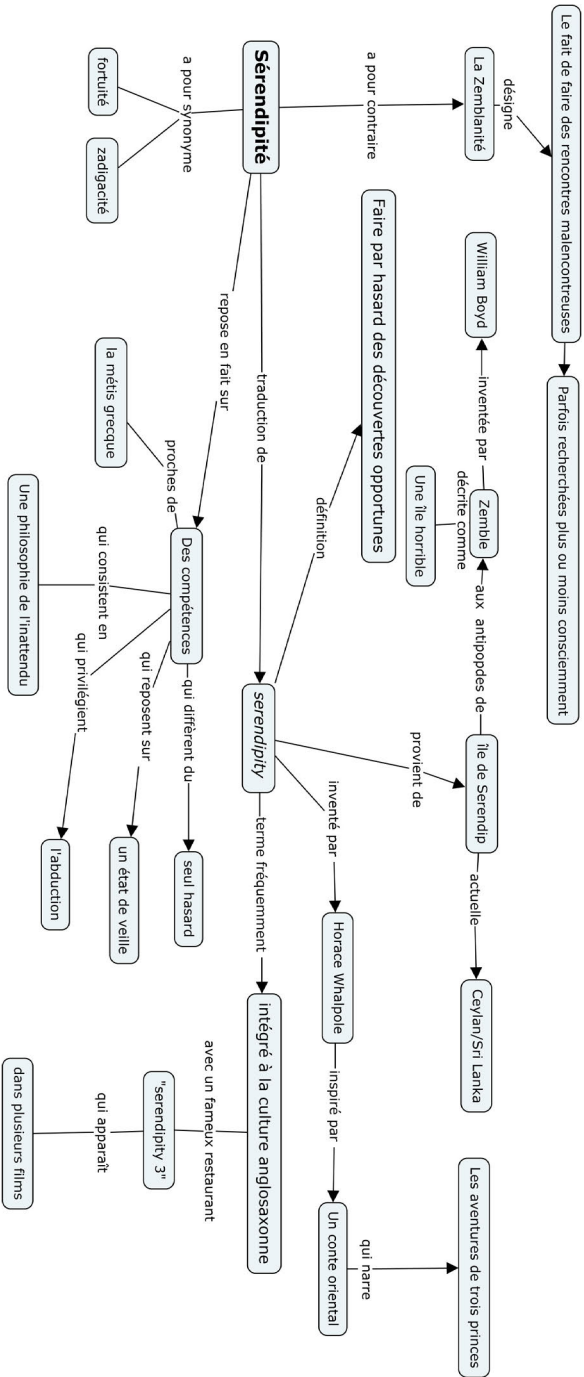 Le fait de faire des rencontres malencontreuses
Parfois recherchées plus ou moins consciemment
désigne
La Zemblanité
William Boyd
inventée par
Zemble
aux antipopdes de
île de Serendip
actuelle
Ceylan/Sri Lanka
Les aventures de trois princes
décrite comme
Une île horrible
a pour contraire
Faire par hasard des découvertes opportunes
provient de
qui narre
définition
inventé par
Horace Whalpole
inspiré par
Un conte oriental
Sérendipité
traduction de
serendipity
terme fréquemment
intégré à la culture anglosaxonne
repose en fait sur
a pour synonyme
fortuité
zadigacité
la métis grecque
proches de
Des compétences
qui diffèrent du
seul hasard
avec un fameux restaurant
qui reposent sur
un état de veille
"serendipity 3"
qui consistent en
qui privilégient
l'abduction
qui apparaît
Une philosophie de l'inattendu
dans plusieurs films